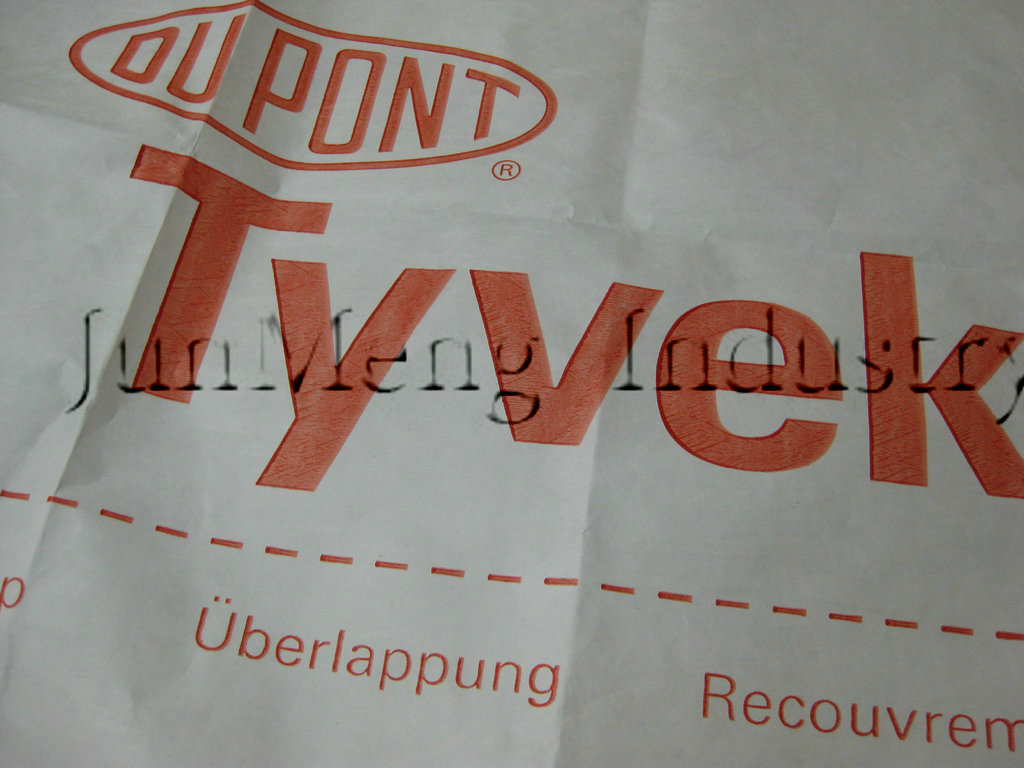 DU PONT
®
Tyvek
JunMeng Industry
p Überlappung Recouvrem